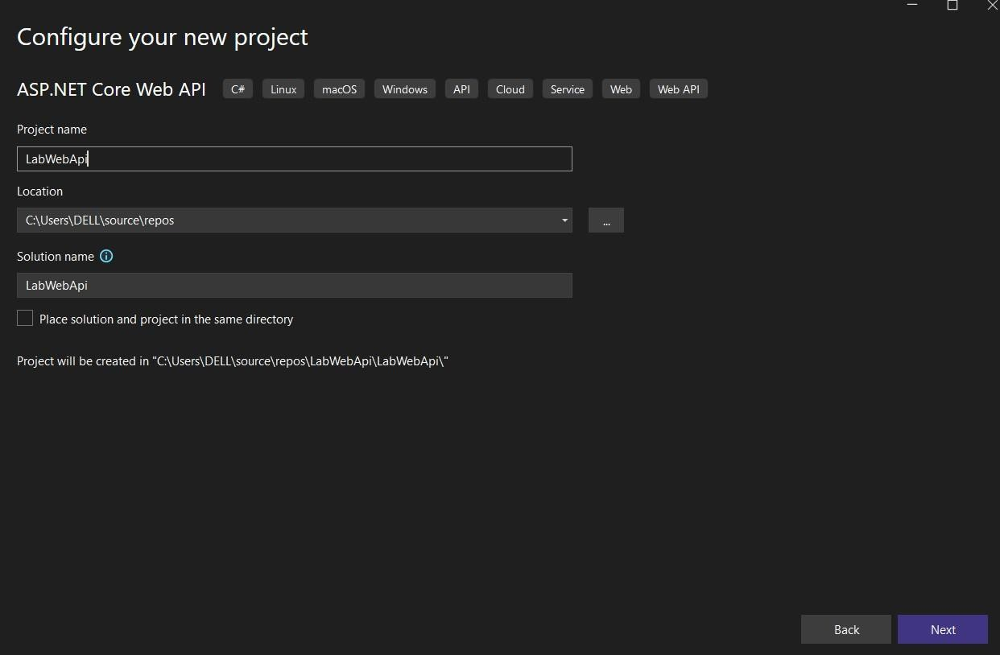 Configure your new project
ASP.NET Core Web API C# Linux macOS Windows API Cloud Service Web Web API
Project name
LabWebApi
Location
C:\Users\DELL\source\repos
...
Solution name
LabWebApi
Place solution and project in the same directory
Project will be created in "C:\Users\DELL\source\repos\LabWebApi\LabWebApi\"
Back Next